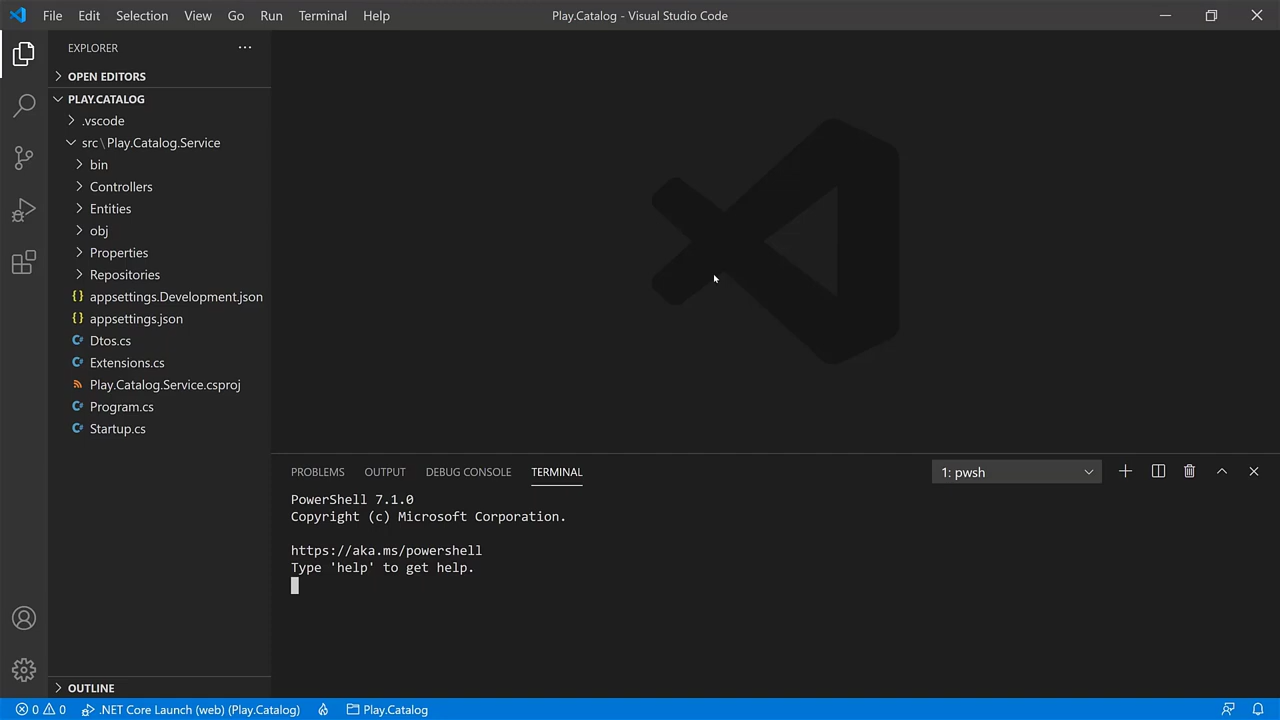 File Edit Selection View Go Run Terminal Help
Play.Catalog - Visual Studio Code
EXPLORER
OPEN EDITORS
PLAY.CATALOG
.vscode
src\Play.Catalog.Service
bin
Controllers
Entities
obj
Properties
Repositories
{} appsettings.Development.json
{} appsettings.json
C# Dtos.cs
C# Extensions.cs
Play.Catalog.Service.csproj
C# Program.cs
C# Startup.cs
OUTLINE
PROBLEMS OUTPUT DEBUG CONSOLE TERMINAL
1: pwsh
PowerShell 7.1.0
Copyright (c) Microsoft Corporation.
https://aka.ms/powershell
Type 'help' to get help.
0 0 .NET Core Launch (web) (Play.Catalog) Play.Catalog